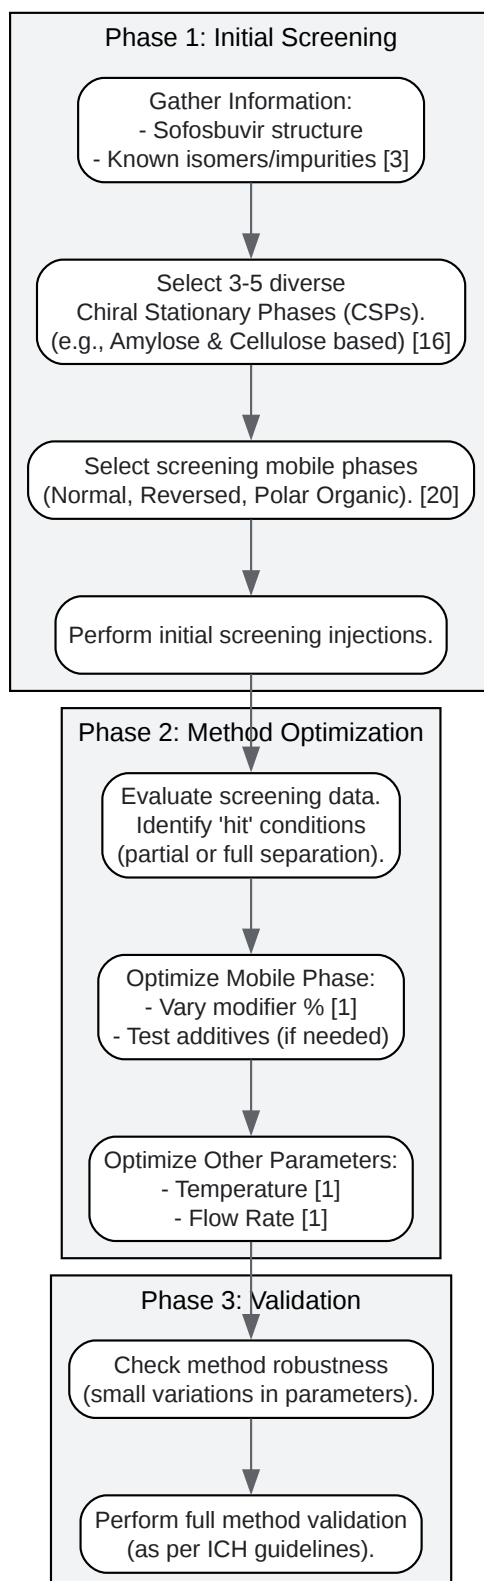 Phase 1: Initial Screening
Gather Information:
- Sofosbuvir structure
- Known isomers/impurities [3]
Select 3-5 diverse
Chiral Stationary Phases (CSPs).
(e.g., Amylose & Cellulose based) [16]
Select screening mobile phases
(Normal, Reversed, Polar Organic). [20]
Perform initial screening injections.
Phase 2: Method Optimization
Evaluate screening data.
Identify 'hit' conditions
(partial or full separation).
Optimize Mobile Phase:
- Vary modifier % [1]
- Test additives (if needed)
Optimize Other Parameters:
- Temperature [1]
- Flow Rate [1]
Phase 3: Validation
Check method robustness
(small variations in parameters).
Perform full method validation
(as per ICH guidelines).